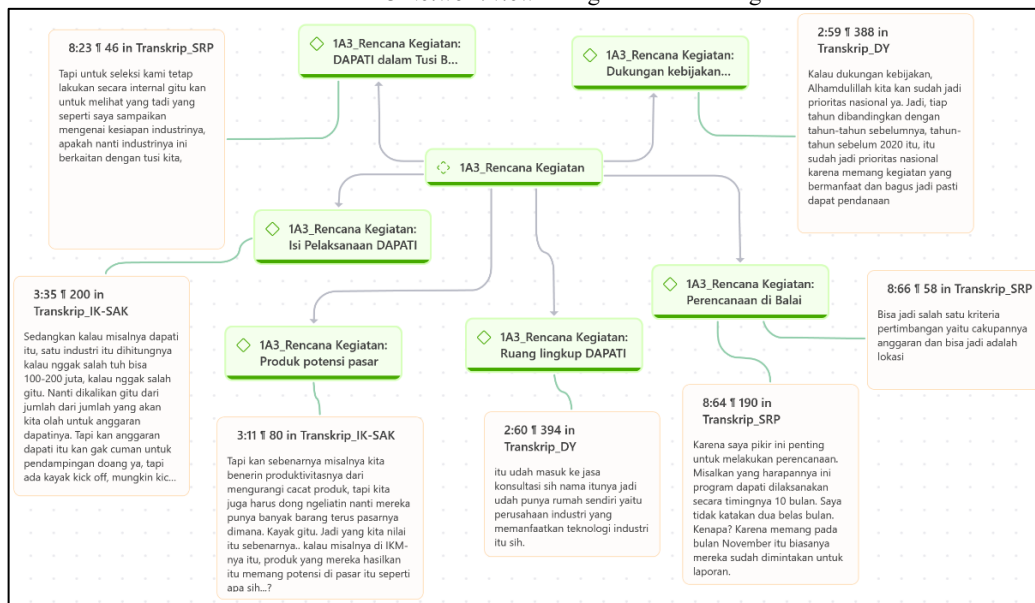 8:23 ¶ 46 in Transkrip_SRP
Tapi untuk seleksi kami tetap
lakukan secara internal gitu kan
untuk melihat yang tadi yang
seperti saya sampaikan
mengenai kesiapan industrinya,
apakah nanti industrinya ini
berkaitan dengan tusi kita,
1A3_Rencana Kegiatan:
DAPATI dalam Tusi B...
1A3_Rencana Kegiatan:
Dukungan kebijakan...
2:59 ¶ 388 in
Transkrip_DY
Kalau dukungan kebijakan,
Alhamdulillah kita kan sudah jadi
prioritas nasional ya. Jadi, tiap
tahun dibandingkan dengan
tahun-tahun sebelumnya, tahun-
tahun sebelum 2020 itu, itu
sudah jadi prioritas nasional
karena memang kegiatan yang
bermanfaat dan bagus jadi pasti
dapat pendanaan
1A3_Rencana Kegiatan
1A3_Rencana Kegiatan:
Isi Pelaksanaan DAPATI
3:35 ¶ 200 in
Transkrip_IK-SAK
Sedangkan kalau misalnya dapati
itu, satu industri itu dihitungnya
kalau nggak salah tuh bisa
100-200 juta, kalau nggak salah
gitu. Nanti dikalikan gitu dari
jumlah dari jumlah yang akan
kita olah untuk anggaran
dapatinya. Tapi kan anggaran
dapati itu kan gak cuman untuk
pendampingan doang ya, tapi
ada kayak kick off, mungkin kic...
1A3_Rencana Kegiatan:
Produk potensi pasar
3:11 ¶ 80 in Transkrip_IK-SAK
Tapi kan sebenarnya misalnya kita
benerin produktivitasnya dari
mengurangi cacat produk, tapi kita
juga harus dong ngeliatin nanti mereka
punya banyak barang terus pasarnya
dimana. Kayak gitu. Jadi yang kita nilai
itu sebenarnya.. kalau misalnya di IKM-
nya itu, produk yang mereka hasilkan
itu memang potensi di pasar itu seperti
apa sih...?
1A3_Rencana Kegiatan:
Ruang lingkup DAPATI
2:60 ¶ 394 in
Transkrip_DY
itu udah masuk ke jasa
konsultasi sih nama itunya jadi
udah punya rumah sendiri yaitu
perusahaan industri yang
memanfaatkan teknologi industri
itu sih.
1A3_Rencana Kegiatan:
Perencanaan di Balai
8:66 ¶ 58 in Transkrip_SRP
Bisa jadi salah satu kriteria
pertimbangan yaitu cakupannya
anggaran dan bisa jadi adalah
lokasi
8:64 ¶ 190 in
Transkrip_SRP
Karena saya pikir ini penting
untuk melakukan perencanaan.
Misalkan yang harapannya ini
program dapati dilaksanakan
secara timingnya 10 bulan. Saya
tidak katakan dua belas bulan.
Kenapa? Karena memang pada
bulan November itu biasanya
mereka sudah dimintakan untuk
laporan.